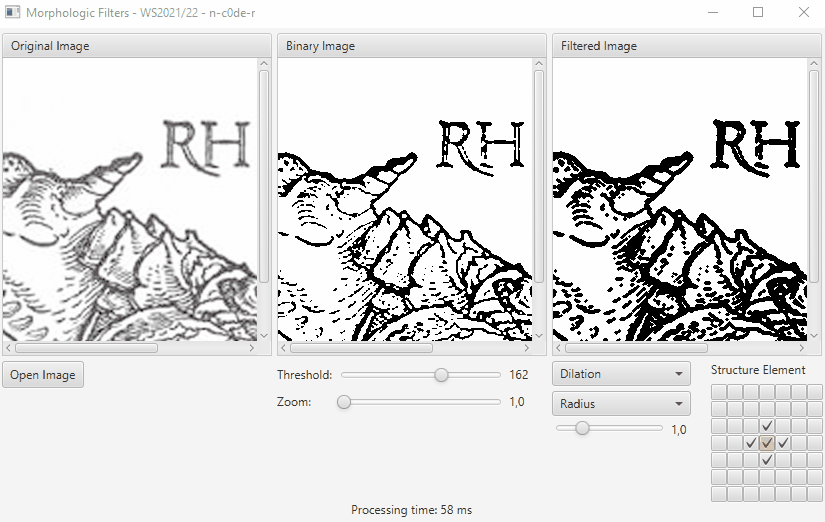 Morphologic Filters - WS2021/22 - n-c0de-r
Original Image
Binary Image
Filtered Image
RH
RH
RH
Open Image
Threshold:
162
Zoom:
1,0
Dilation
Radius
1,0
Structure Element
Processing time: 58 ms